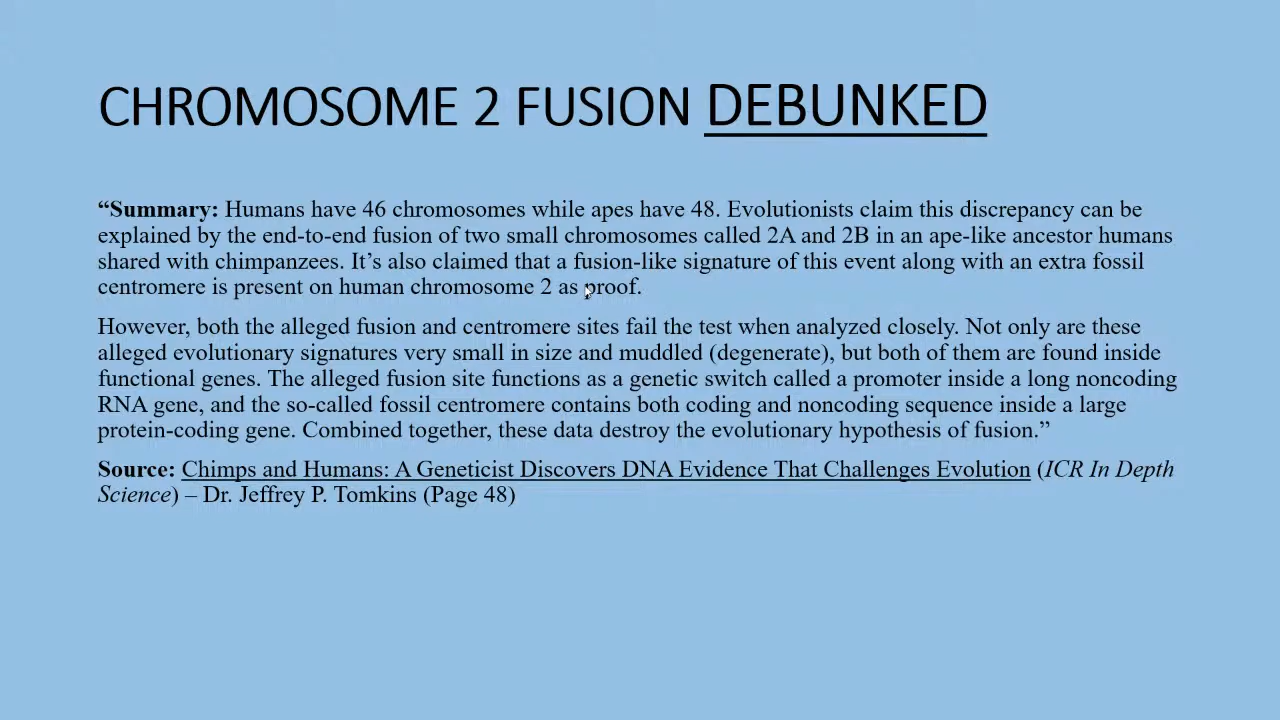 CHROMOSOME 2 FUSION DEBUNKED
“Summary: Humans have 46 chromosomes while apes have 48. Evolutionists claim this discrepancy can be
explained by the end-to-end fusion of two small chromosomes called 2A and 2B in an ape-like ancestor humans
shared with chimpanzees. It’s also claimed that a fusion-like signature of this event along with an extra fossil
centromere is present on human chromosome 2 as proof.
However, both the alleged fusion and centromere sites fail the test when analyzed closely. Not only are these
alleged evolutionary signatures very small in size and muddled (degenerate), but both of them are found inside
functional genes. The alleged fusion site functions as a genetic switch called a promoter inside a long noncoding
RNA gene, and the so-called fossil centromere contains both coding and noncoding sequence inside a large
protein-coding gene. Combined together, these data destroy the evolutionary hypothesis of fusion.”
Source: Chimps and Humans: A Geneticist Discovers DNA Evidence That Challenges Evolution (ICR In Depth
Science) – Dr. Jeffrey P. Tomkins (Page 48)